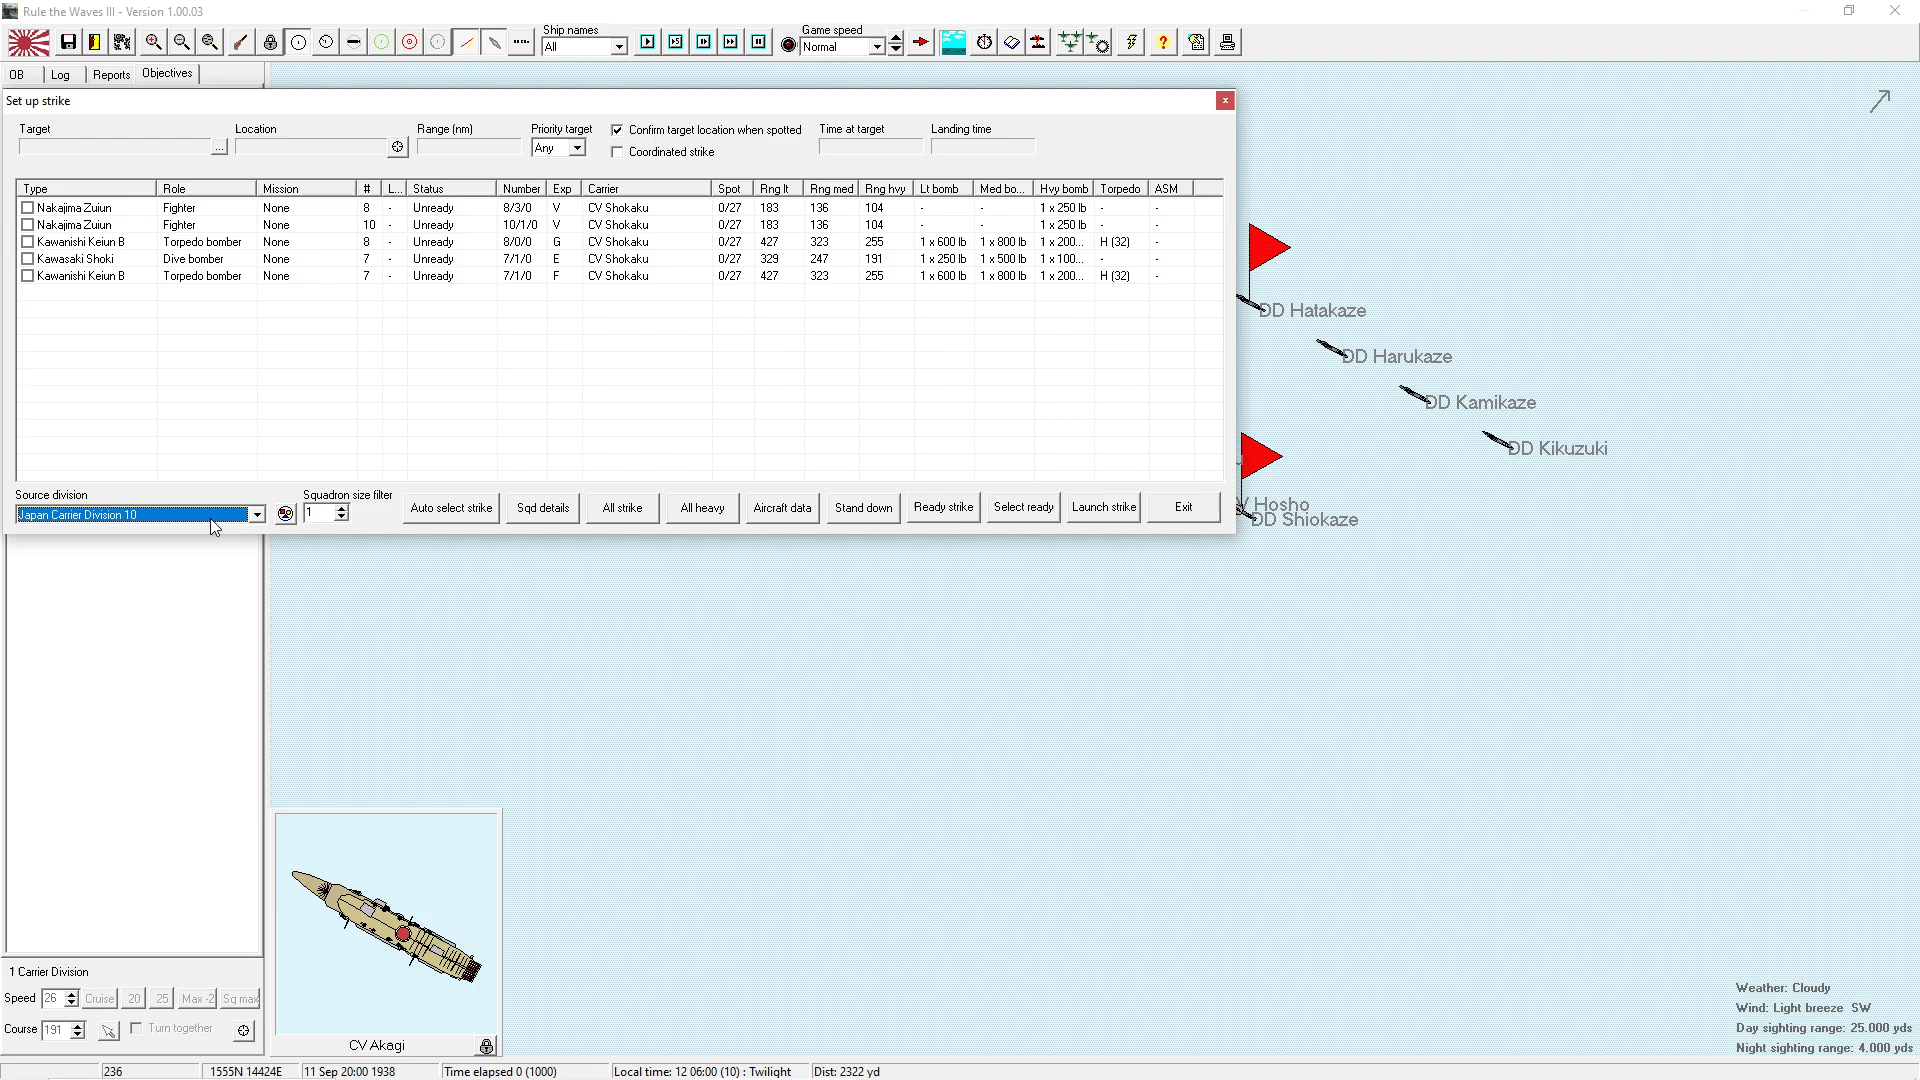 Rule the Waves III - Version 1.00.03
Ship names
All
Game speed
Normal
OB Log Reports Objectives
Set up strike
Target Location Range (nm) Priority target Confirm target location when spotted Time at target Landing time
... Any Coordinated strike
Type Role Mission # L... Status Number Exp Carrier Spot Rng lt Rng med Rng hvy Lt bomb Med bo... Hvy bomb Torpedo ASM
Nakajima Zuiun Fighter None 8 - Unready 8/3/0 V CV Shokaku 0/27 183 136 104 - - 1 x 250 lb - -
Nakajima Zuiun Fighter None 10 - Unready 10/1/0 V CV Shokaku 0/27 183 136 104 - - 1 x 250 lb - -
Kawanishi Keiun B Torpedo bomber None 8 - Unready 8/0/0 G CV Shokaku 0/27 427 323 255 1 x 600 lb 1 x 800 lb 1 x 200... H (32) -
Kawasaki Shoki Dive bomber None 7 - Unready 7/1/0 E CV Shokaku 0/27 329 247 191 1 x 250 lb 1 x 500 lb 1 x 100... - -
Kawanishi Keiun B Torpedo bomber None 7 - Unready 7/1/0 F CV Shokaku 0/27 427 323 255 1 x 600 lb 1 x 800 lb 1 x 200... H (32) -
Source division Squadron size filter
Japan Carrier Division 10 1 Auto select strike Sqd details All strike All heavy Aircraft data Stand down Ready strike Select ready Launch strike Exit
DD Hatakaze
DD Harukaze
DD Kamikaze
DD Kikuzuki
V Hosho
DD Shiokaze
1 Carrier Division
Speed 26 Cruise 20 25 Max -2 Sq max
Course 191 Turn together
CV Akagi
Weather: Cloudy
Wind: Light breeze SW
Day sighting range: 25.000 yds
Night sighting range: 4.000 yds
236 1555N 14424E 11 Sep 20:00 1938 Time elapsed 0 (1000) Local time: 12 06:00 (10) : Twilight Dist: 2322 yd